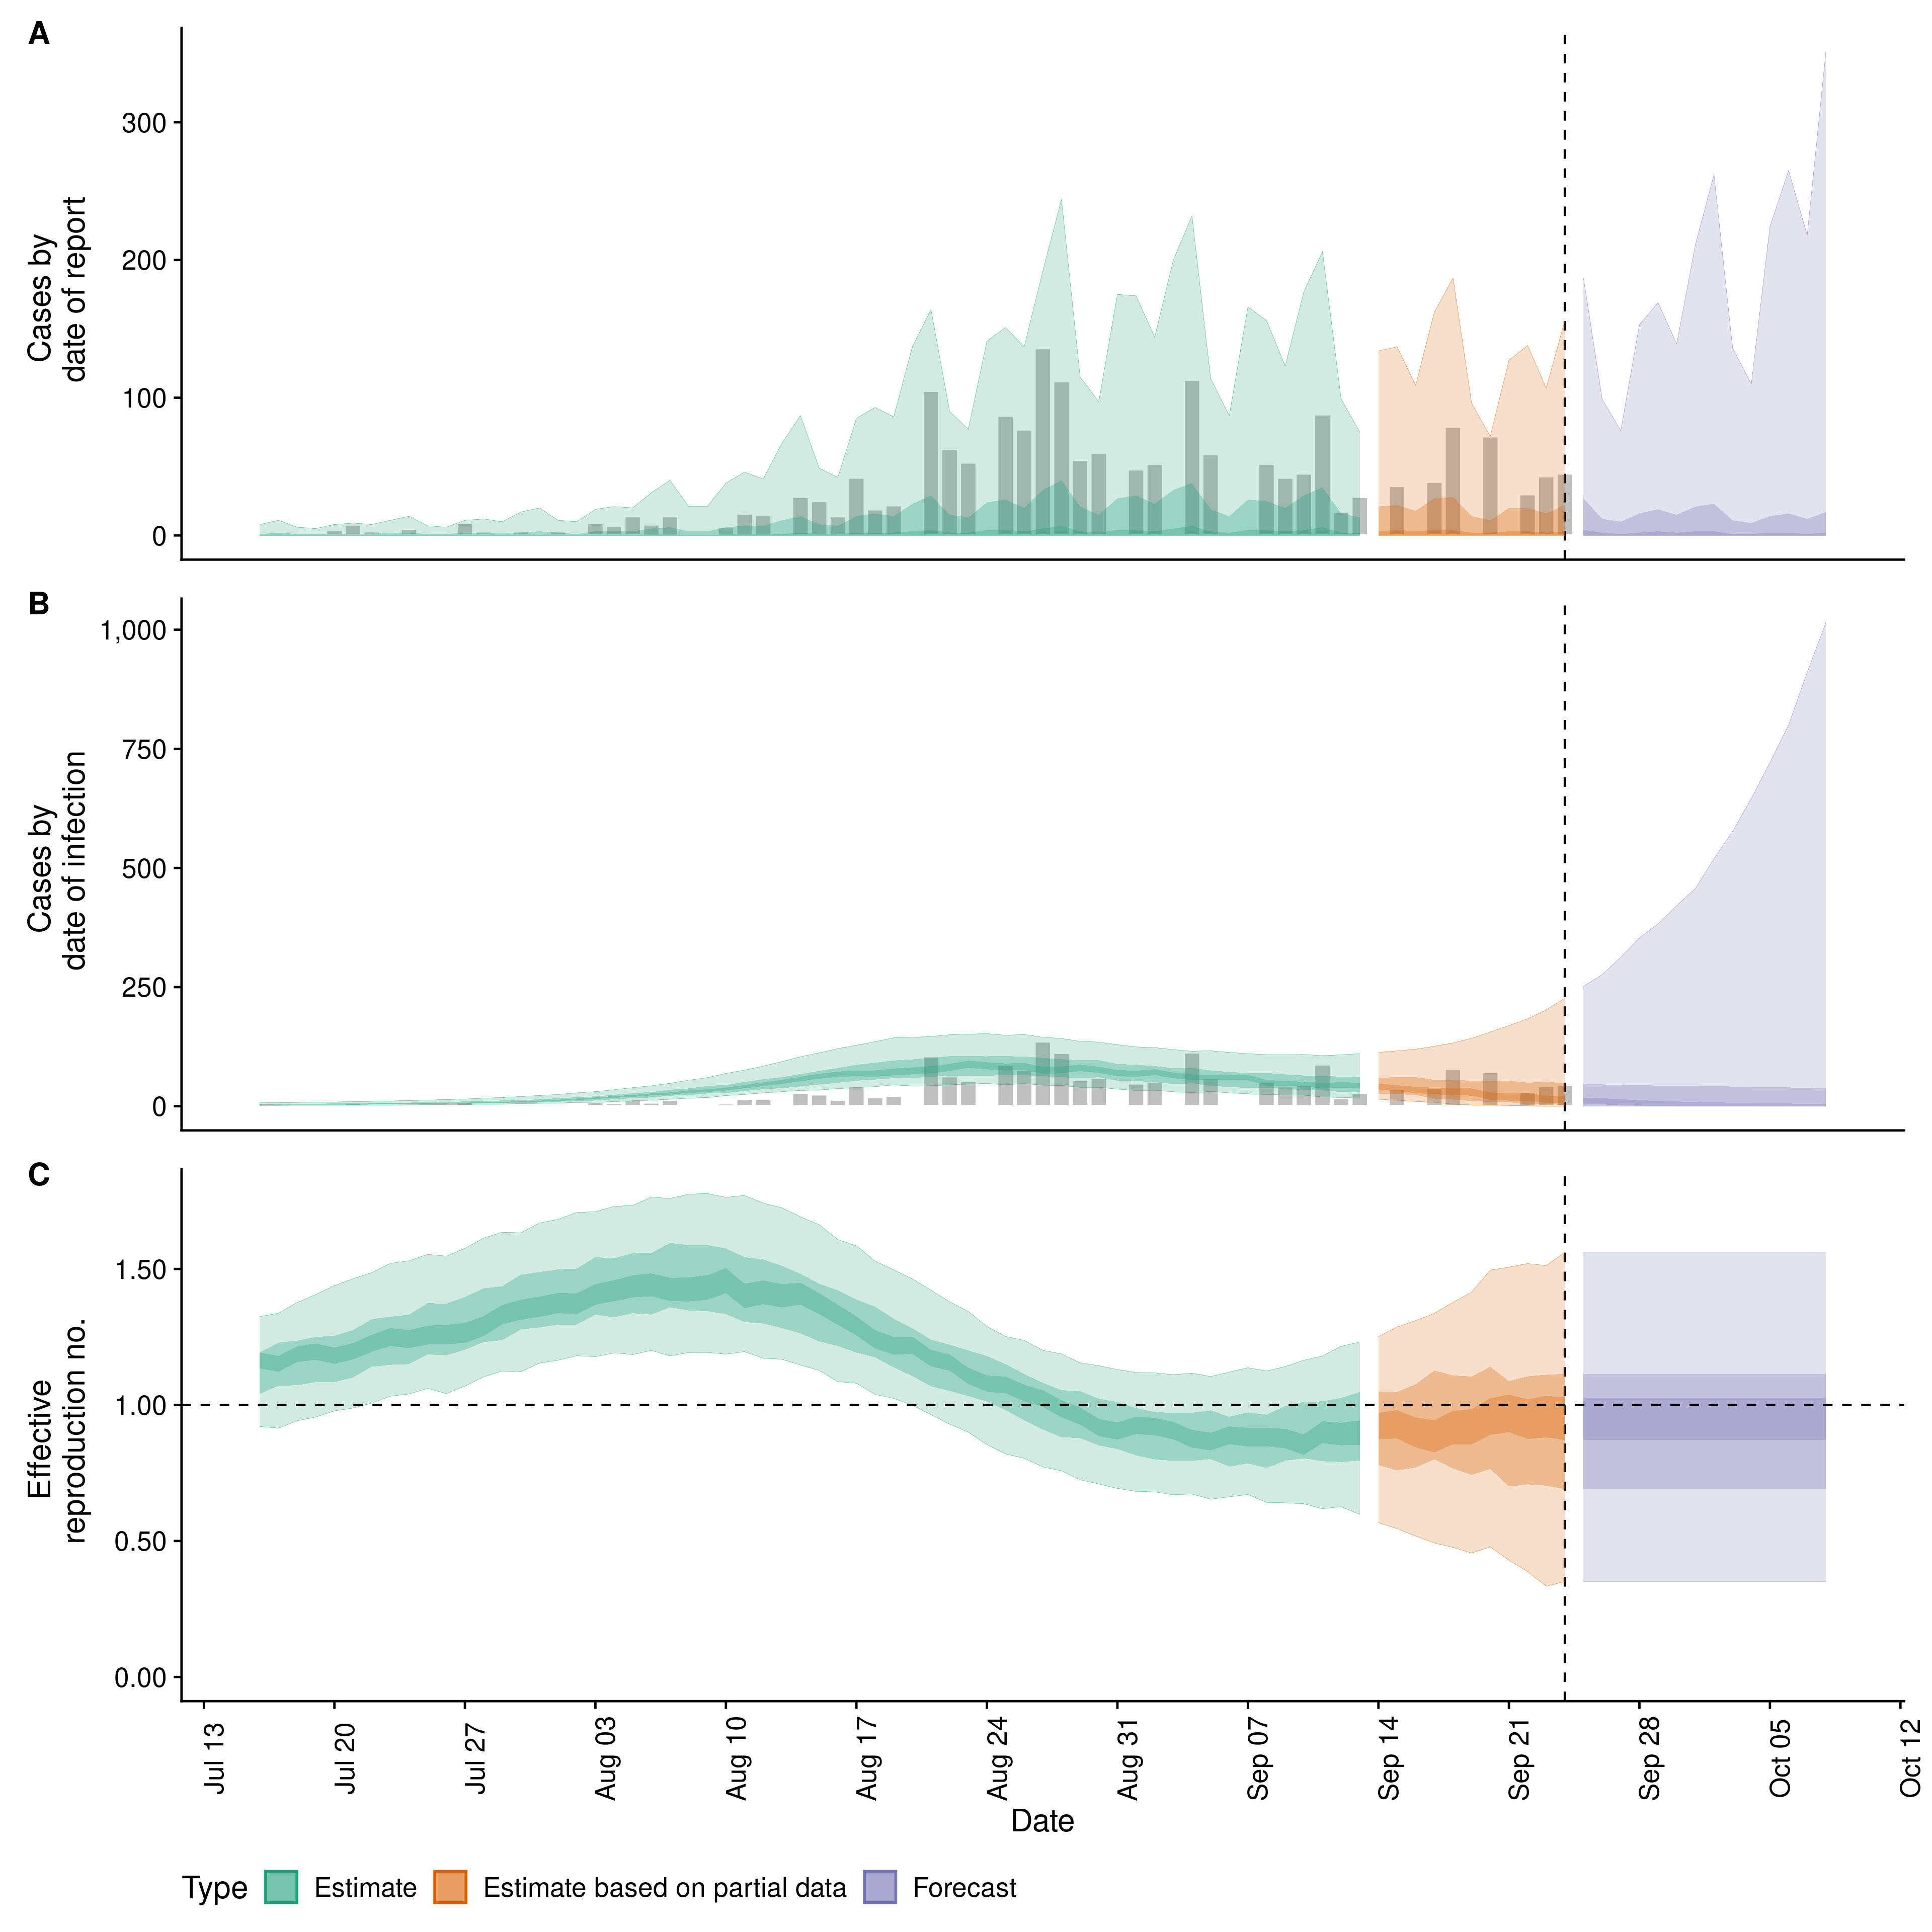 A
Cases by
date of report
300
200
100
0
B
Cases by
date of infection
1,000
750
500
250
0
C
Effective
reproduction no.
1.50
1.00
0.50
0.00
Jul 13
Jul 20
Jul 27
Aug 03
Aug 10
Aug 17
Aug 24
Aug 31
Sep 07
Sep 14
Sep 21
Sep 28
Oct 05
Oct 12
Date
Type Estimate Estimate based on partial data Forecast